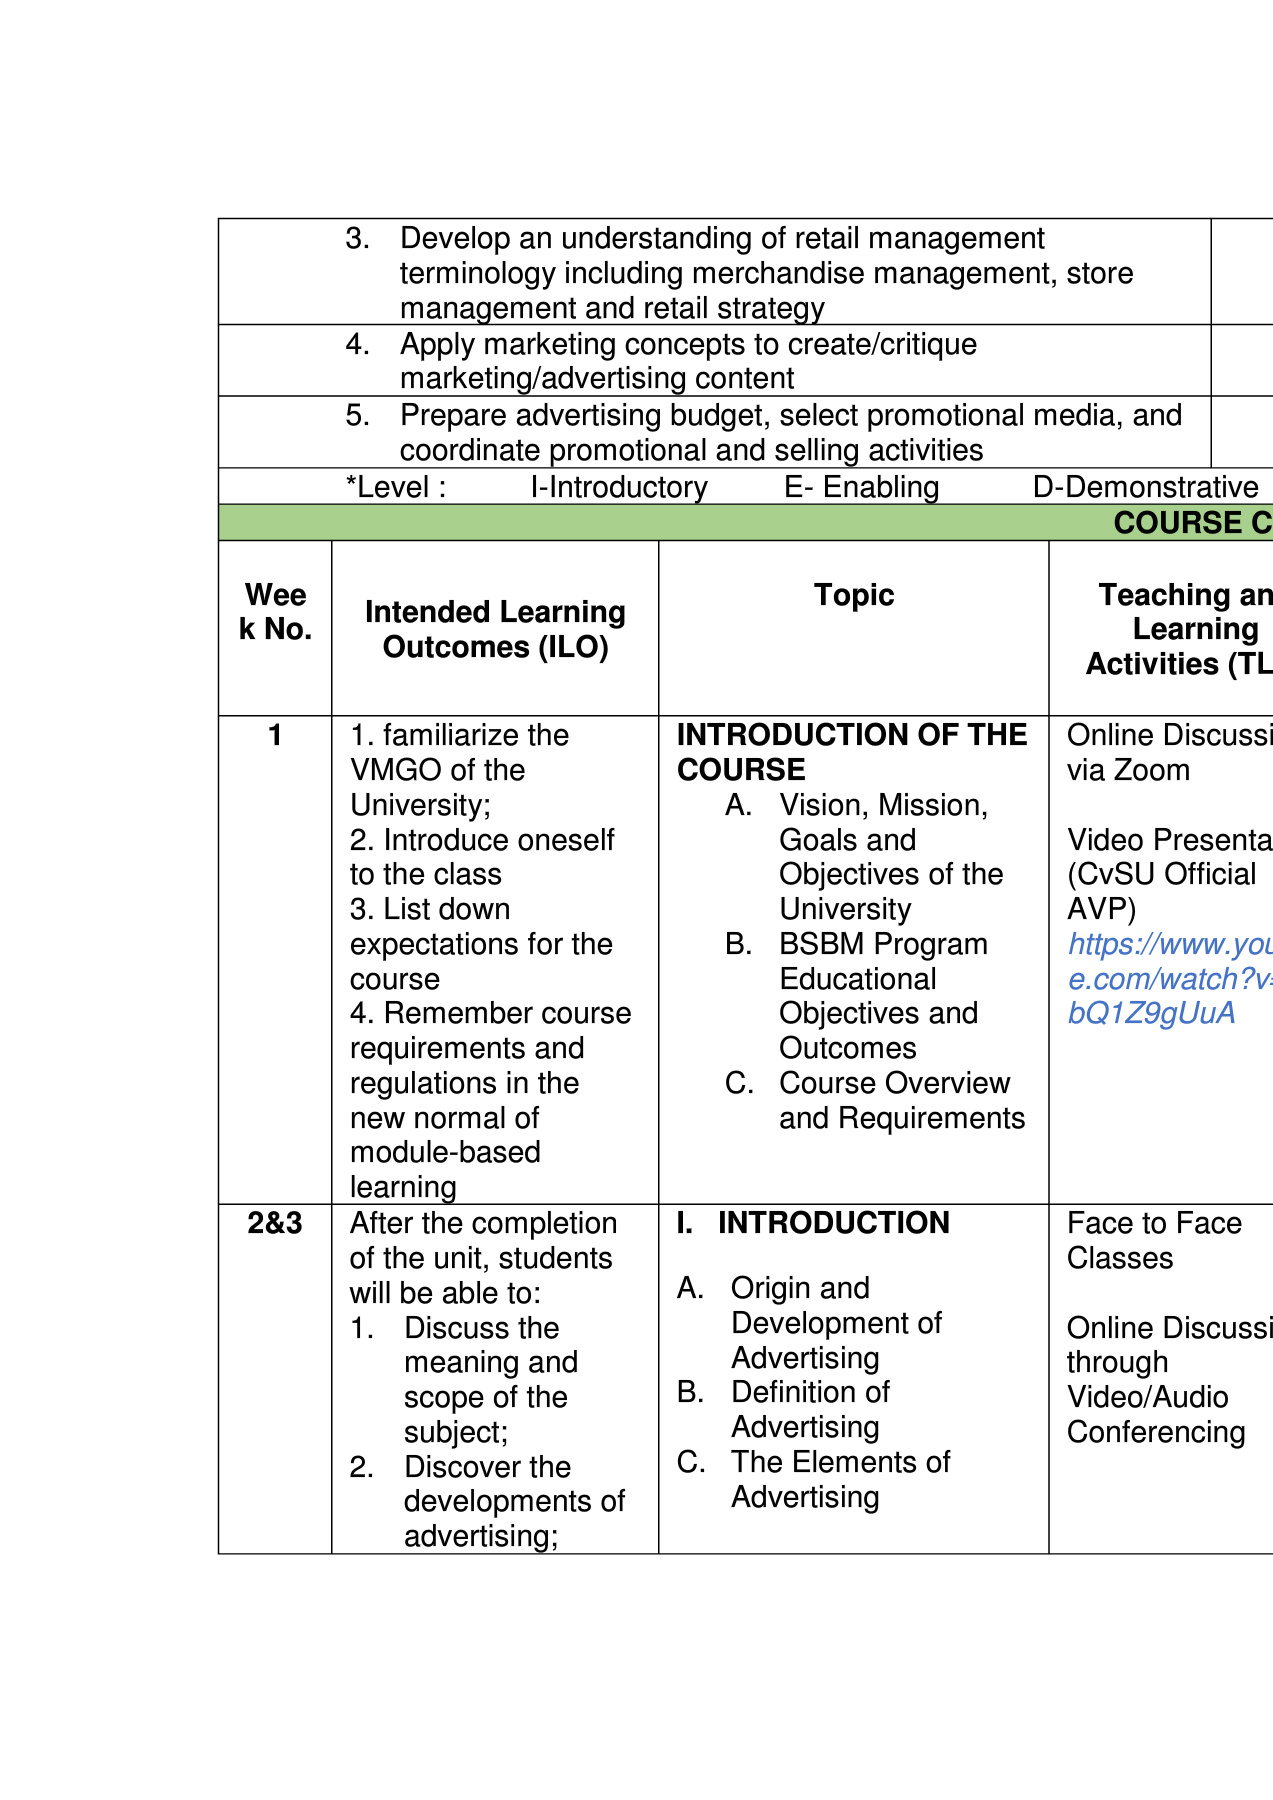 3. Develop an understanding of retail management
terminology including merchandise management, store
management and retail strategy
4. Apply marketing concepts to create/critique
marketing/advertising content
5. Prepare advertising budget, select promotional media, and
coordinate promotional and selling activities
*Level : I-Introductory E- Enabling D-Demonstrative
COURSE C
Wee
k No.
Intended Learning
Outcomes (ILO)
Topic
Teaching an
Learning
Activities (TL
1
1. familiarize the
VMGO of the
University;
2. Introduce oneself
to the class
3. List down
expectations for the
course
4. Remember course
requirements and
regulations in the
new normal of
module-based
learning
INTRODUCTION OF THE
COURSE
A. Vision, Mission,
Goals and
Objectives of the
University
B. BSBM Program
Educational
Objectives and
Outcomes
C. Course Overview
and Requirements
Online Discussi
via Zoom
Video Presenta
(CvSU Official
AVP)
https://www.you
e.com/watch?v=
bQ1Z9gUuA
2&3
After the completion
of the unit, students
will be able to:
1. Discuss the
meaning and
scope of the
subject;
2. Discover the
developments of
advertising;
I. INTRODUCTION
A. Origin and
Development of
Advertising
B. Definition of
Advertising
C. The Elements of
Advertising
Face to Face
Classes
Online Discussi
through
Video/Audio
Conferencing